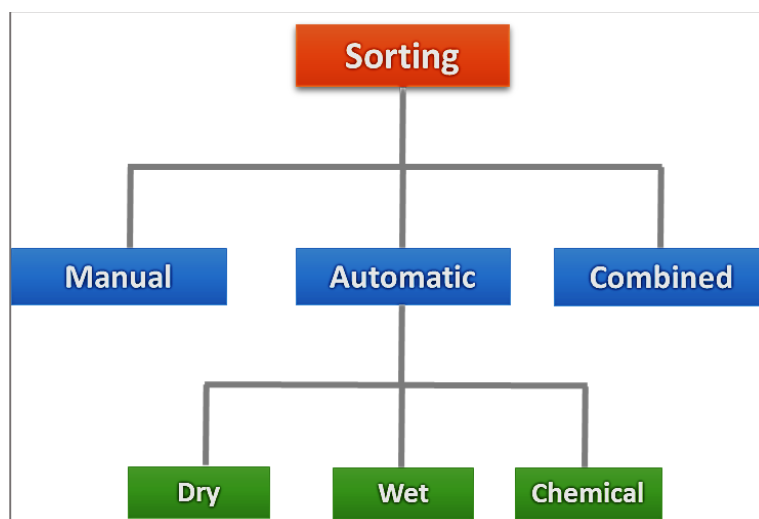 Sorting
Manual
Automatic
Combined
Dry
Wet
Chemical